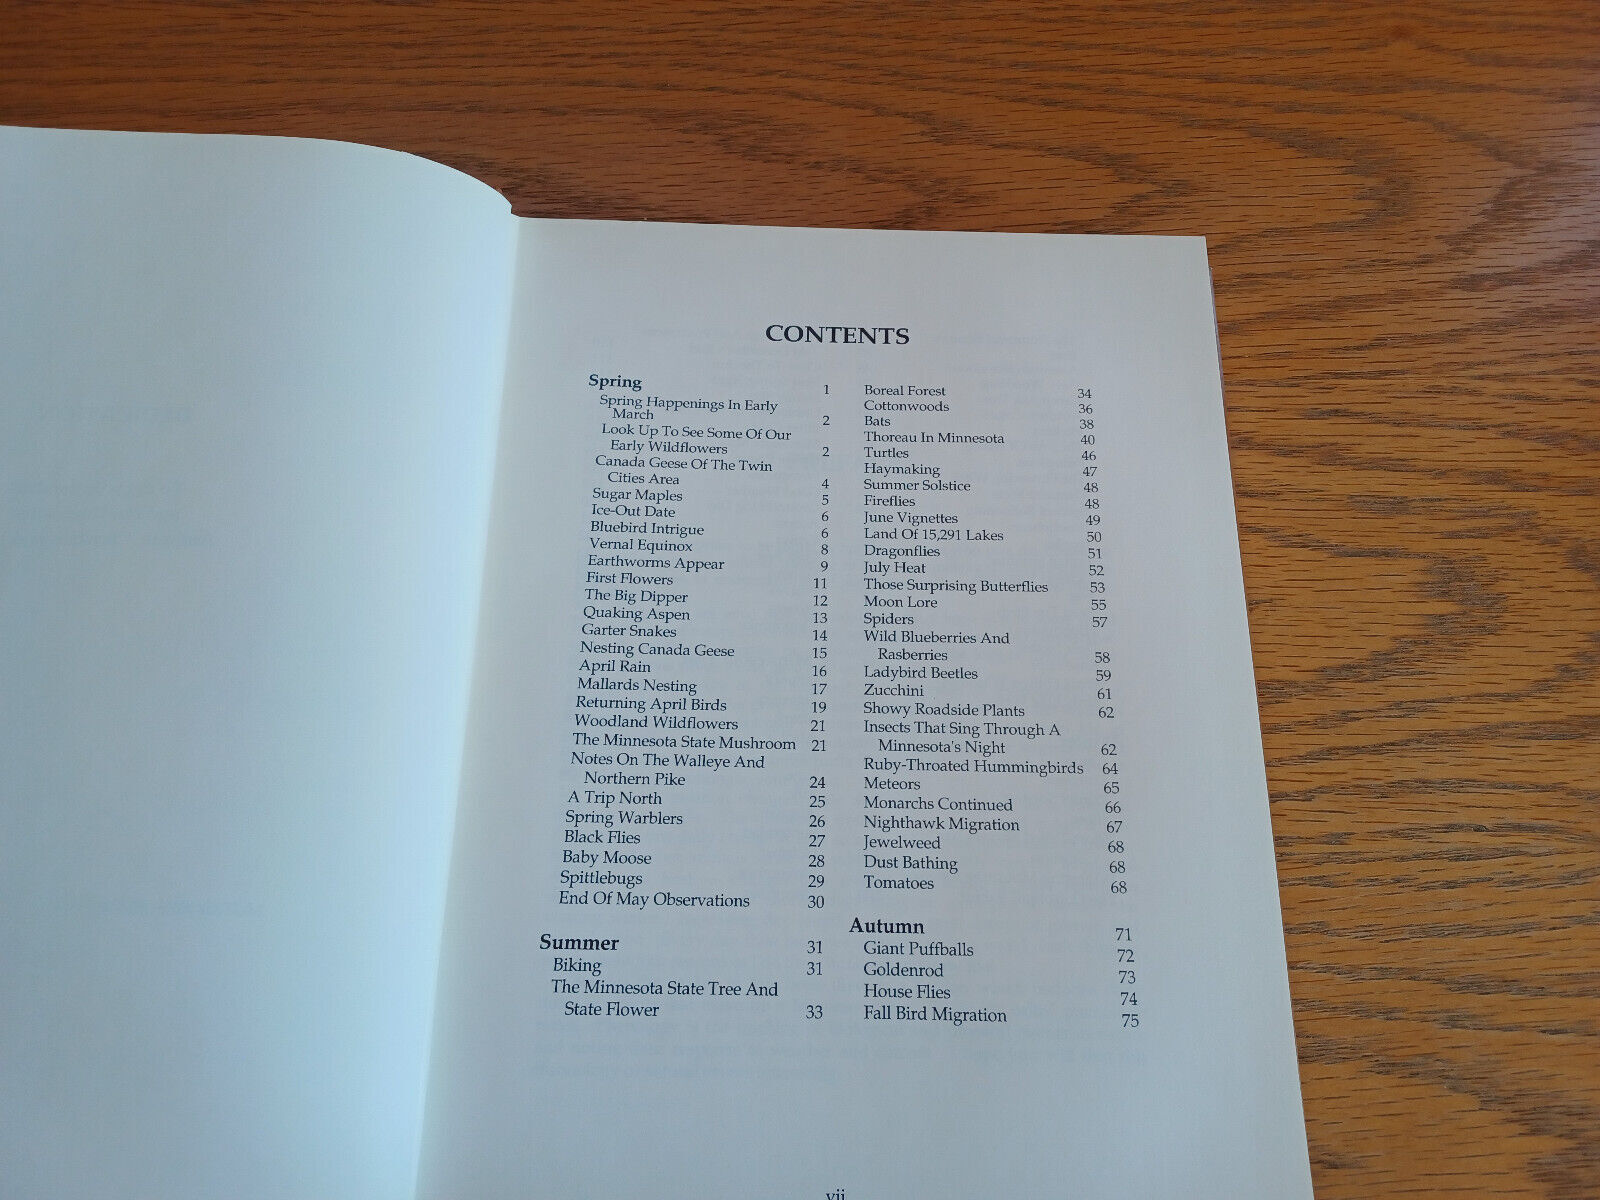 CONTENTS
Spring 1
Spring Happenings In Early
March 2
Look Up To See Some Of Our
Early Wildflowers 2
Canada Geese Of The Twin
Cities Area 4
Sugar Maples 5
Ice-Out Date 6
Bluebird Intrigue 6
Vernal Equinox 8
Earthworms Appear 9
First Flowers 11
The Big Dipper 12
Quaking Aspen 13
Garter Snakes 14
Nesting Canada Geese 15
April Rain 16
Mallards Nesting 17
Returning April Birds 19
Woodland Wildflowers 21
The Minnesota State Mushroom 21
Notes On The Walleye And
Northern Pike 24
A Trip North 25
Spring Warblers 26
Black Flies 27
Baby Moose 28
Spittlebugs 29
End Of May Observations 30
Summer 31
Biking 31
The Minnesota State Tree And
State Flower 33
Boreal Forest 34
Cottonwoods 36
Bats 38
Thoreau In Minnesota 40
Turtles 46
Haymaking 47
Summer Solstice 48
Fireflies 48
June Vignettes 49
Land Of 15,291 Lakes 50
Dragonflies 51
July Heat 52
Those Surprising Butterflies 53
Moon Lore 55
Spiders 57
Wild Blueberries And
Rasberries 58
Ladybird Beetles 59
Zucchini 61
Showy Roadside Plants 62
Insects That Sing Through A
Minnesota's Night 62
Ruby-Throated Hummingbirds 64
Meteors 65
Monarchs Continued 66
Nighthawk Migration 67
Jewelweed 68
Dust Bathing 68
Tomatoes 68
Autumn 71
Giant Puffballs 72
Goldenrod 73
House Flies 74
Fall Bird Migration 75
vii